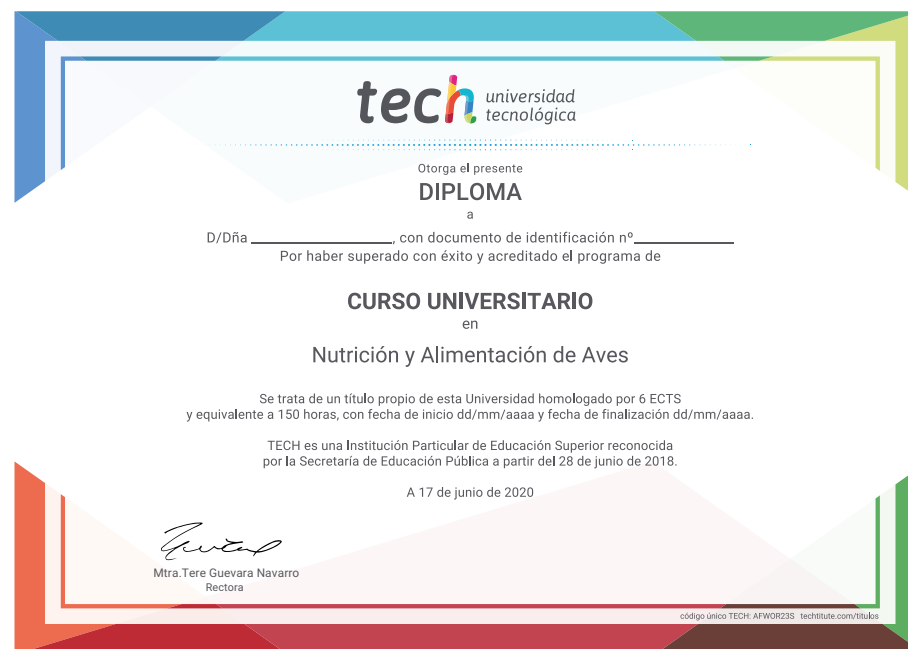 tech universidad
tecnológica
Otorga el presente
DIPLOMA
a
D/Dña ____________________, con documento de identificación nº______________
Por haber superado con éxito y acreditado el programa de
CURSO UNIVERSITARIO
en
Nutrición y Alimentación de Aves
Se trata de un título propio de esta Universidad homologado por 6 ECTS
y equivalente a 150 horas, con fecha de inicio dd/mm/aaaa y fecha de finalización dd/mm/aaaa.
TECH es una Institución Particular de Educación Superior reconocida
por la Secretaría de Educación Pública a partir del 28 de junio de 2018.
A 17 de junio de 2020
Mtra.Tere Guevara Navarro
Rectora
código único TECH: AFWOR23S techtitute.com/titulos